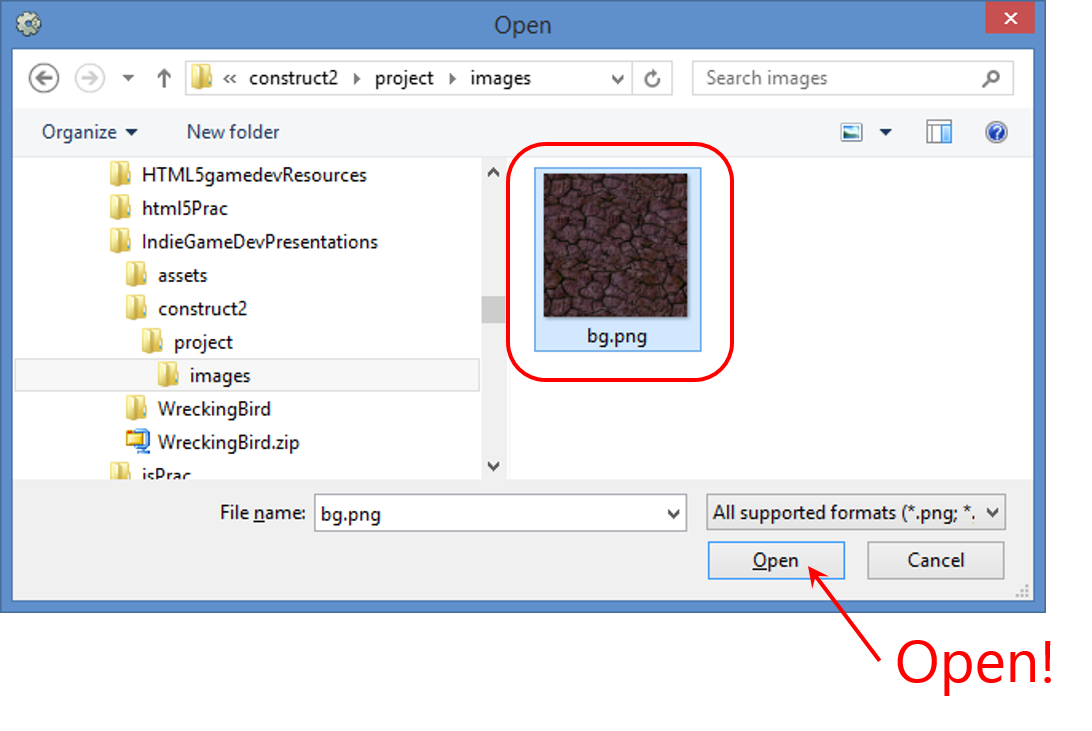 Open
« construct2 project images
Search images
Organize
New folder
HTML5gamedevResources
html5Prac
IndieGameDevPresentations
assets
construct2
project
images
WreckingBird
WreckingBird.zip
jsPrac
bg.png
File name: bg.png
All supported formats (*.png; *.
Open
Cancel
Open!